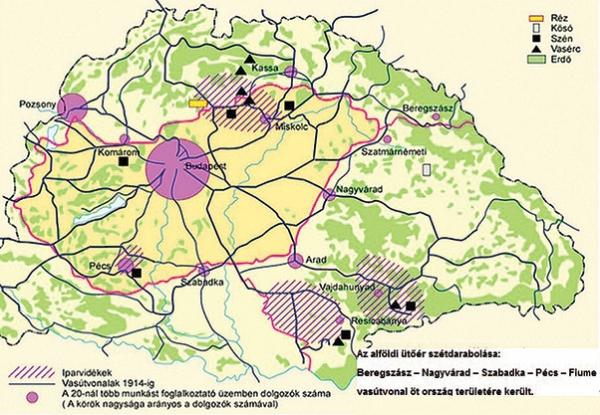 Réz
Kősó
Szén
Vasérc
Erdő
Kassa
Pozsony
Beregszász
Miskolc
Komárom
Szatmárnémeti
Budapest
Nagyvárad
Pécs
Arad
Szabadka
Vajdahunyad
Resicabánya
Az alföldi ütőér szétdarabolása:
Beregszász – Nagyvárad – Szabadka – Pécs – Fiume
vasútvonal öt ország területére került.
Iparvidékek
Vasútvonalak 1914-ig
A 20-nál több munkást foglalkoztató üzemben dolgozók száma
( A körök nagysága arányos a dolgozók számával)